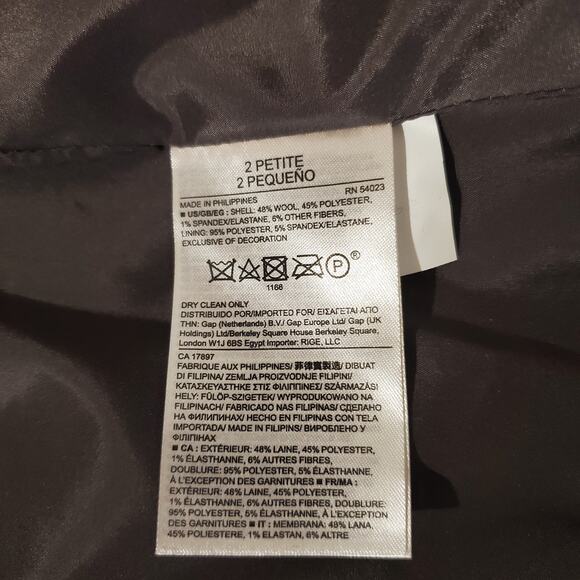 2 PETITE
2 PEQUEÑO
RN 54023
MADE IN PHILIPPINES
■ US/GB/EG : SHELL: 48% WOOL, 45% POLYESTER,
1% SPANDEX/ELASTANE, 6% OTHER FIBERS,
LINING: 95% POLYESTER, 5% SPANDEX/ELASTANE,
EXCLUSIVE OF DECORATION
P ®
1168
DRY CLEAN ONLY
DISTRIBUIDO POR/IMPORTED FOR/ ΕΙΣΑΓΕΤΑΙ ΑΠΟ
ΤΗΝ: Gap (Netherlands) B.V./ Gap Europe Ltd/ Gap (UK
Holdings) Ltd/Berkeley Square House Berkeley Square,
London W1J 6BS Egypt Importer: RIGE, LLC
CA 17897
FABRIQUE AUX PHILIPPINES/ 菲律賓製造/ DIBUAT
DI FILIPINA/ ZEMLJA PROIZVODNJE FILIPINI/
ΚΑΤΑΣΚΕΥΑΣΤΗΚΕ ΣΤΙΣ ΦΙΛΙΠΠΙΝΕΣ/ SZÁRMAZÁSI
HELY: FÜLÖP-SZIGETEK/ WYPRODUKOWANO NA
FILIPINACH/ FABRICADO NAS FILIPINAS/ СДЕЛАНО
НА ФИЛИППИНАХ/ HECHO EN FILIPINAS CON TELA
IMPORTADA/ MADE IN FILIPINS/ ВИРОБЛЕНО У
ФІЛІПІНАХ
■ CA : EXTÉRIEUR: 48% LAINE, 45% POLYESTER,
1% ÉLASTHANNE, 6% AUTRES FIBRES,
DOUBLURE: 95% POLYESTER, 5% ÉLASTHANNE,
À L'EXCEPTION DES GARNITURES ■ FR/MA :
EXTÉRIEUR: 48% LAINE, 45% POLYESTER,
1% ÉLASTHANNE, 6% AUTRES FIBRES, DOUBLURE:
95% POLYESTER, 5% ÉLASTHANNE, À L'EXCEPTION
DES GARNITURES ■ IT : MEMBRANA: 48% LANA,
45% POLIESTERE, 1% ELASTAN, 6% ALTRE